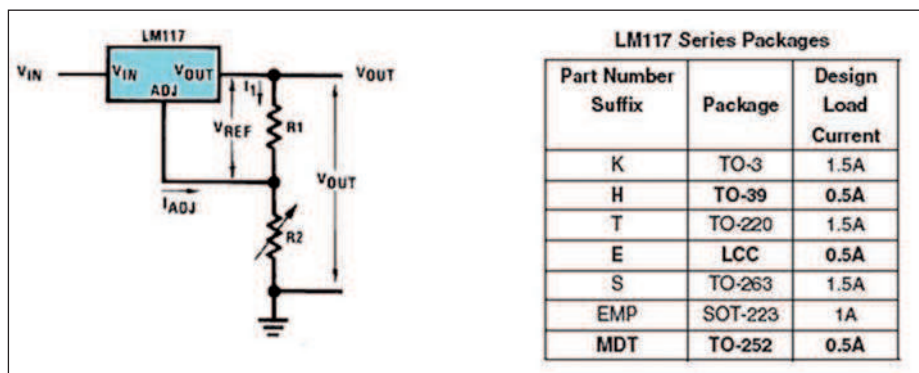 LM117
VIN
VIN
VOUT
ADJ
VOUT
I1
VREF
R1
VOUT
IADJ
R2
LM117 Series Packages
Part Number Suffix Package Design Load Current
K TO-3 1.5A
H TO-39 0.5A
T TO-220 1.5A
E LCC 0.5A
S TO-263 1.5A
EMP SOT-223 1A
MDT TO-252 0.5A